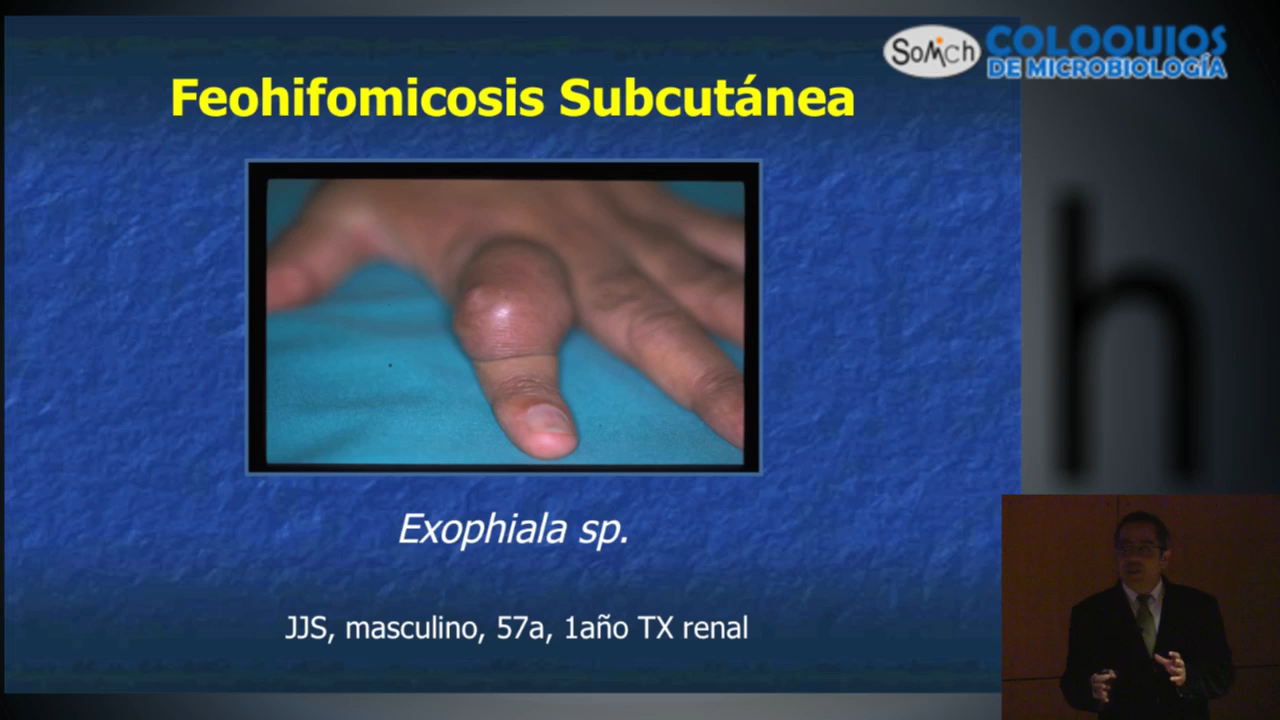 SoMich
COLOQUIOS
DE MICROBIOLOGÍA
Feohifomicosis Subcutánea
Exophiala sp.
JJS, masculino, 57a, 1año TX renal
h